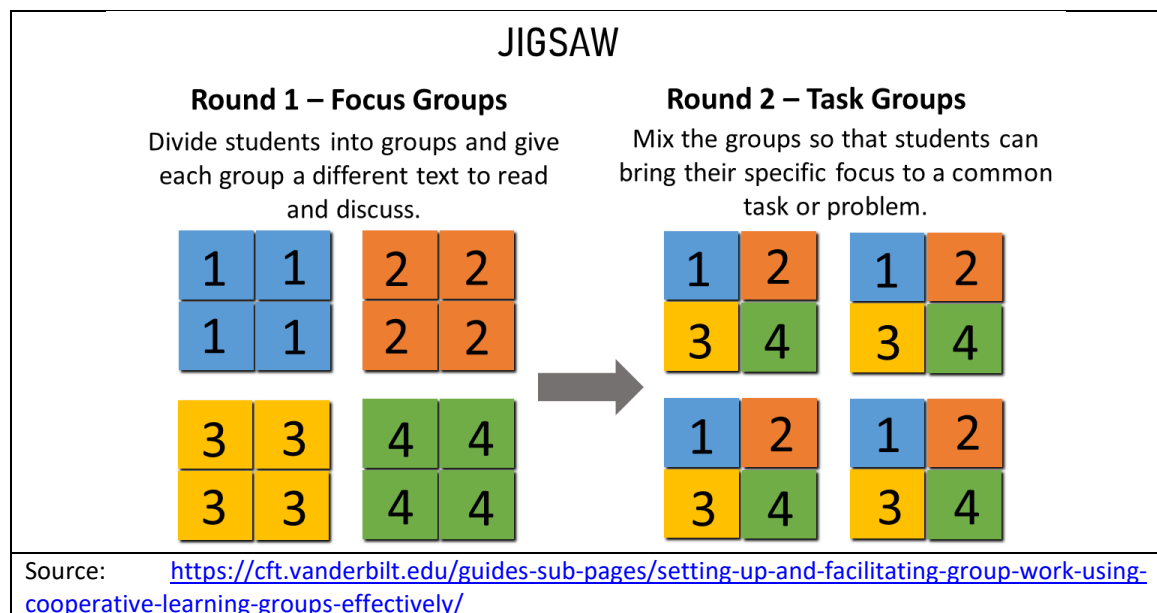 JIGSAW
Round 1 – Focus Groups
Divide students into groups and give
each group a different text to read
and discuss.
1 1
1 1
2 2
2 2
3 3
3 3
4 4
4 4
Round 2 – Task Groups
Mix the groups so that students can
bring their specific focus to a common
task or problem.
1 2
3 4
1 2
3 4
1 2
3 4
1 2
3 4
Source: https://cft.vanderbilt.edu/guides-sub-pages/setting-up-and-facilitating-group-work-using-
cooperative-learning-groups-effectively/